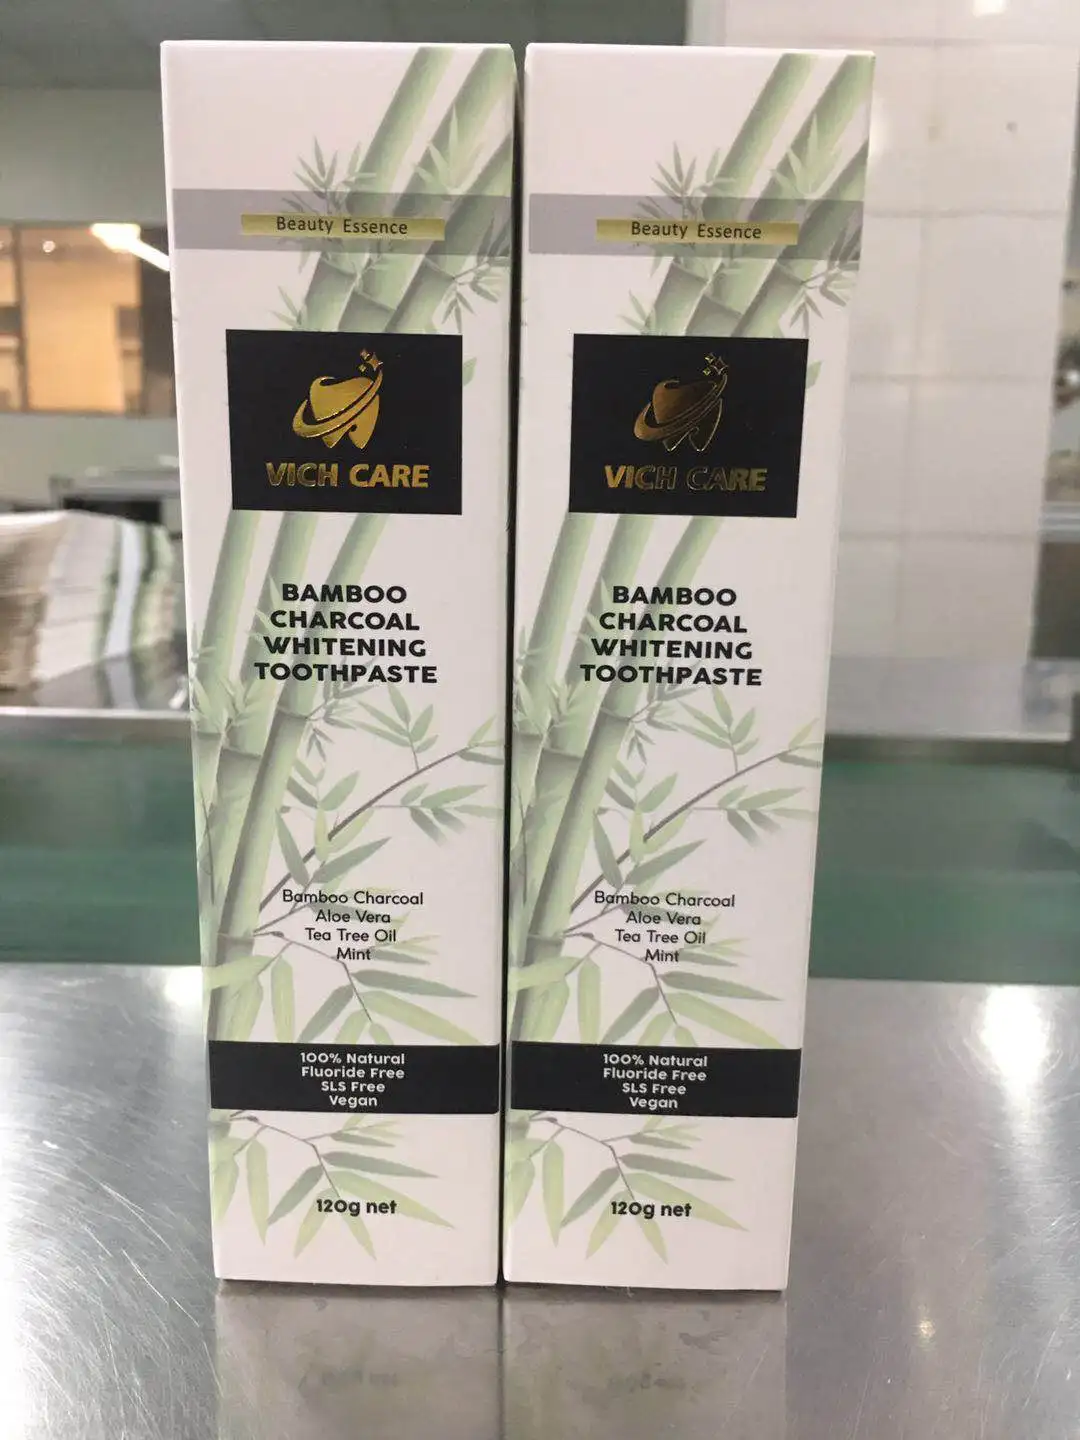 Beauty Essence
VICH CARE
BAMBOO
CHARCOAL
WHITENING
TOOTHPASTE
Bamboo Charcoal
Aloe Vera
Tea Tree Oil
Mint
100% Natural
Fluoride Free
SLS Free
Vegan
120g net
Beauty Essence
VICH CARE
BAMBOO
CHARCOAL
WHITENING
TOOTHPASTE
Bamboo Charcoal
Aloe Vera
Tea Tree Oil
Mint
100% Natural
Fluoride Free
SLS Free
Vegan
120g net